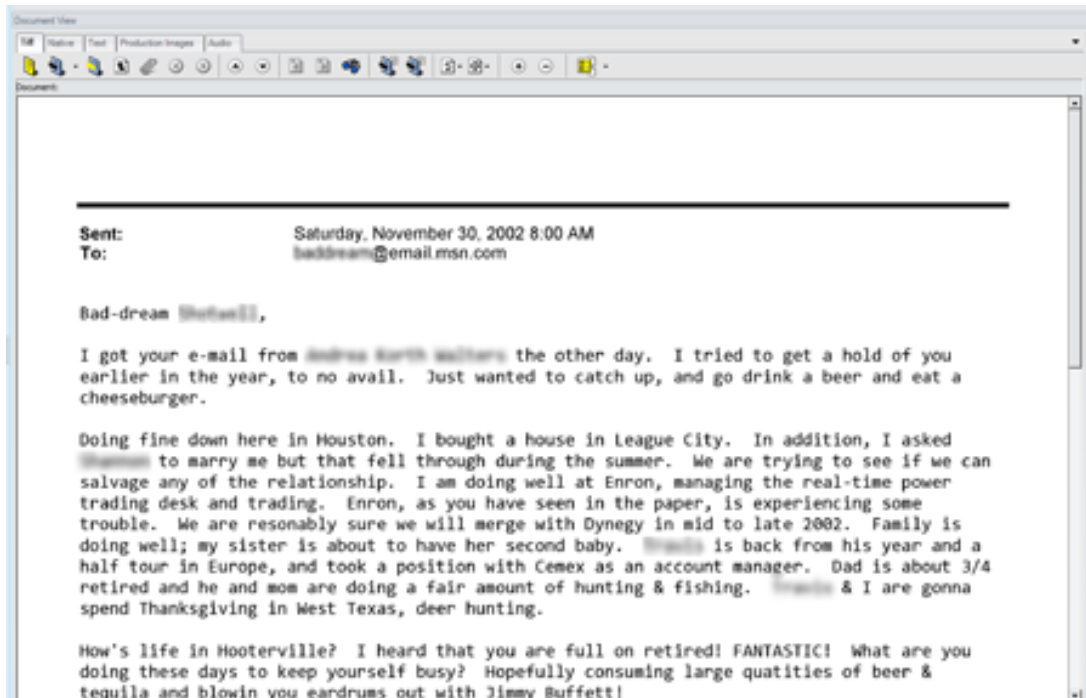 Document View
Tiff Native Text Production Images Audio
Document:
Sent: Saturday, November 30, 2002 8:00 AM
To: @email.msn.com
Bad-dream ,
I got your e-mail from the other day. I tried to get a hold of you
earlier in the year, to no avail. Just wanted to catch up, and go drink a beer and eat a
cheeseburger.
Doing fine down here in Houston. I bought a house in League City. In addition, I asked
to marry me but that fell through during the summer. We are trying to see if we can
salvage any of the relationship. I am doing well at Enron, managing the real-time power
trading desk and trading. Enron, as you have seen in the paper, is experiencing some
trouble. We are resonably sure we will merge with Dynegy in mid to late 2002. Family is
doing well; my sister is about to have her second baby. is back from his year and a
half tour in Europe, and took a position with Cemex as an account manager. Dad is about 3/4
retired and he and mom are doing a fair amount of hunting & fishing. & I are gonna
spend Thanksgiving in West Texas, deer hunting.
How's life in Hooterville? I heard that you are full on retired! FANTASTIC! What are you
doing these days to keep yourself busy? Hopefully consuming large quatities of beer &
tequila and blowin you eardrums out with Jimmy Buffett!